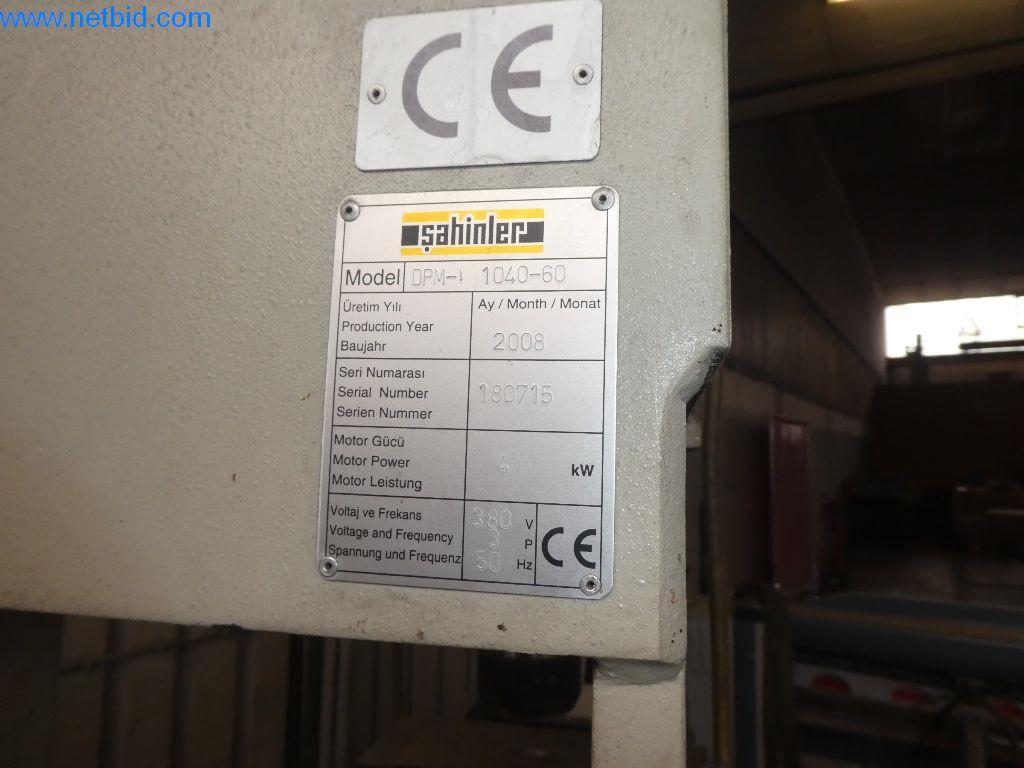 www.netbid.com
CE
şahinler
Model DPM- 1040-60
Üretim Yılı
Production Year
Baujahr
Ay / Month / Monat
2008
Seri Numarası
Serial Number
Serien Nummer
180715
Motor Gücü
Motor Power
Motor Leistung
4 kW
Voltaj ve Frekans
Voltage and Frequency
Spannung und Frequenz
380 V
3 P
50 Hz
CE